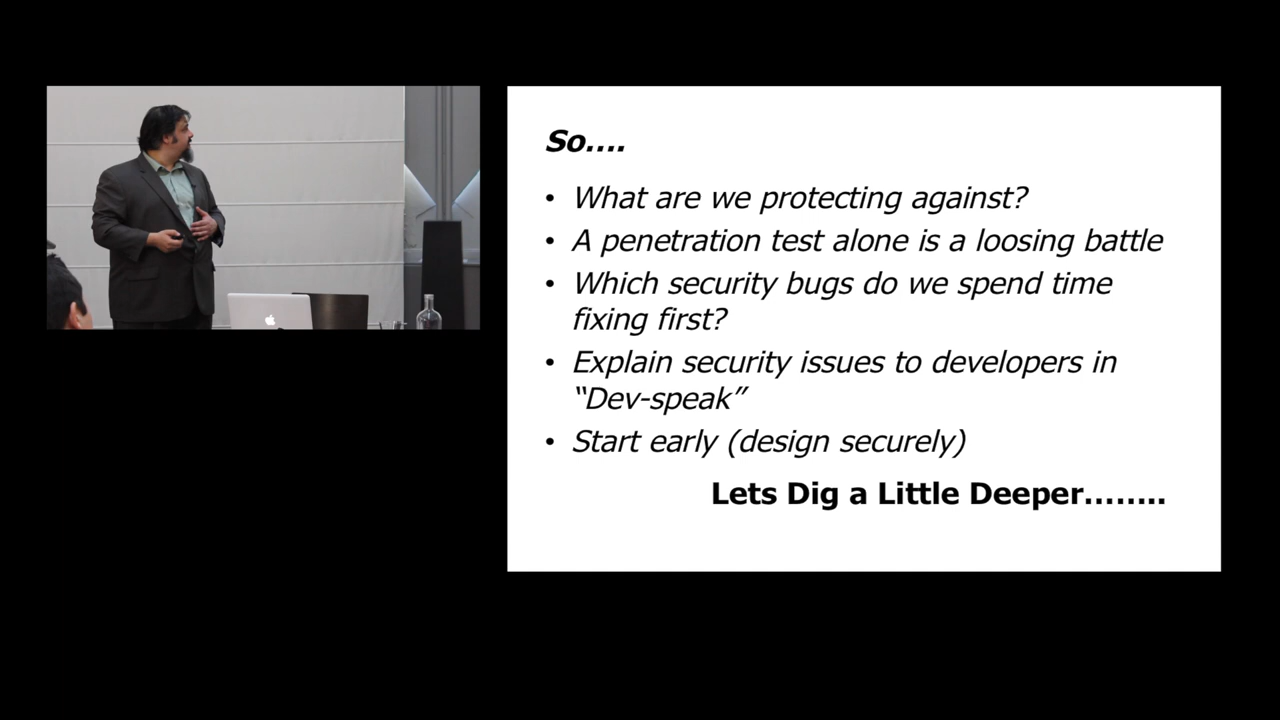 So....
• What are we protecting against?
• A penetration test alone is a loosing battle
• Which security bugs do we spend time
fixing first?
• Explain security issues to developers in
“Dev-speak”
• Start early (design securely)
Lets Dig a Little Deeper........